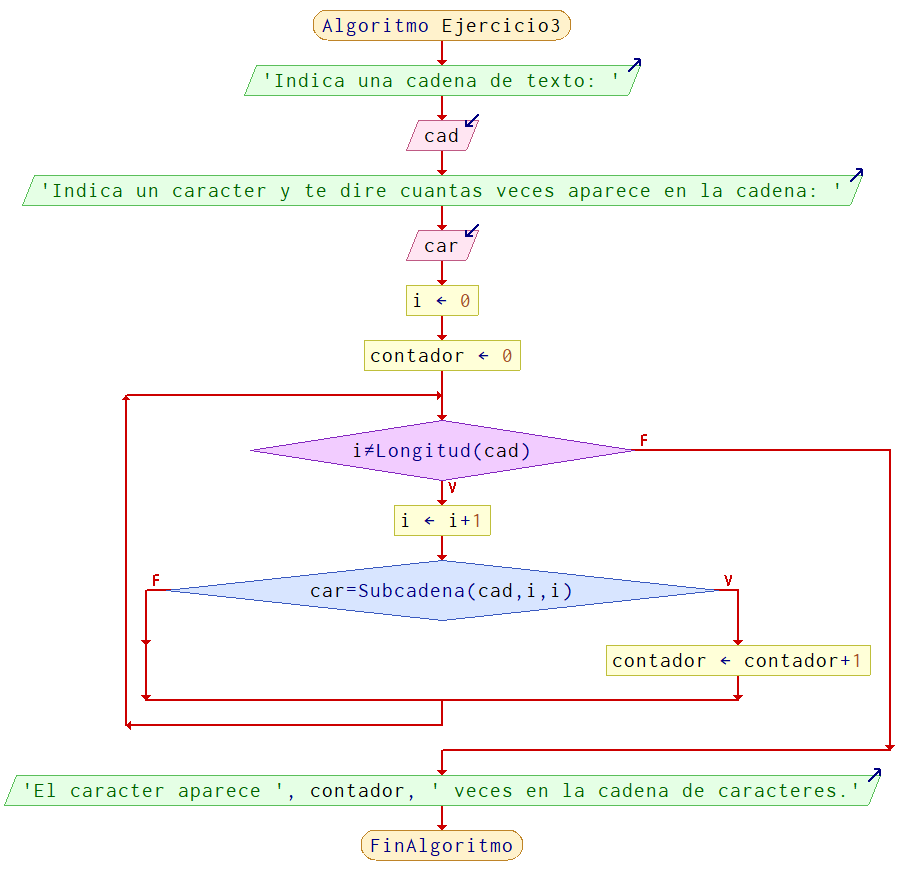 Algoritmo Ejercicio3
'Indica una cadena de texto: '
cad
'Indica un caracter y te dire cuantas veces aparece en la cadena: '
car
i ← 0
contador ← 0
i≠Longitud(cad)
F
V
i ← i+1
F
V
car=Subcadena(cad,i,i)
contador ← contador+1
'El caracter aparece ', contador, ' veces en la cadena de caracteres.'
FinAlgoritmo